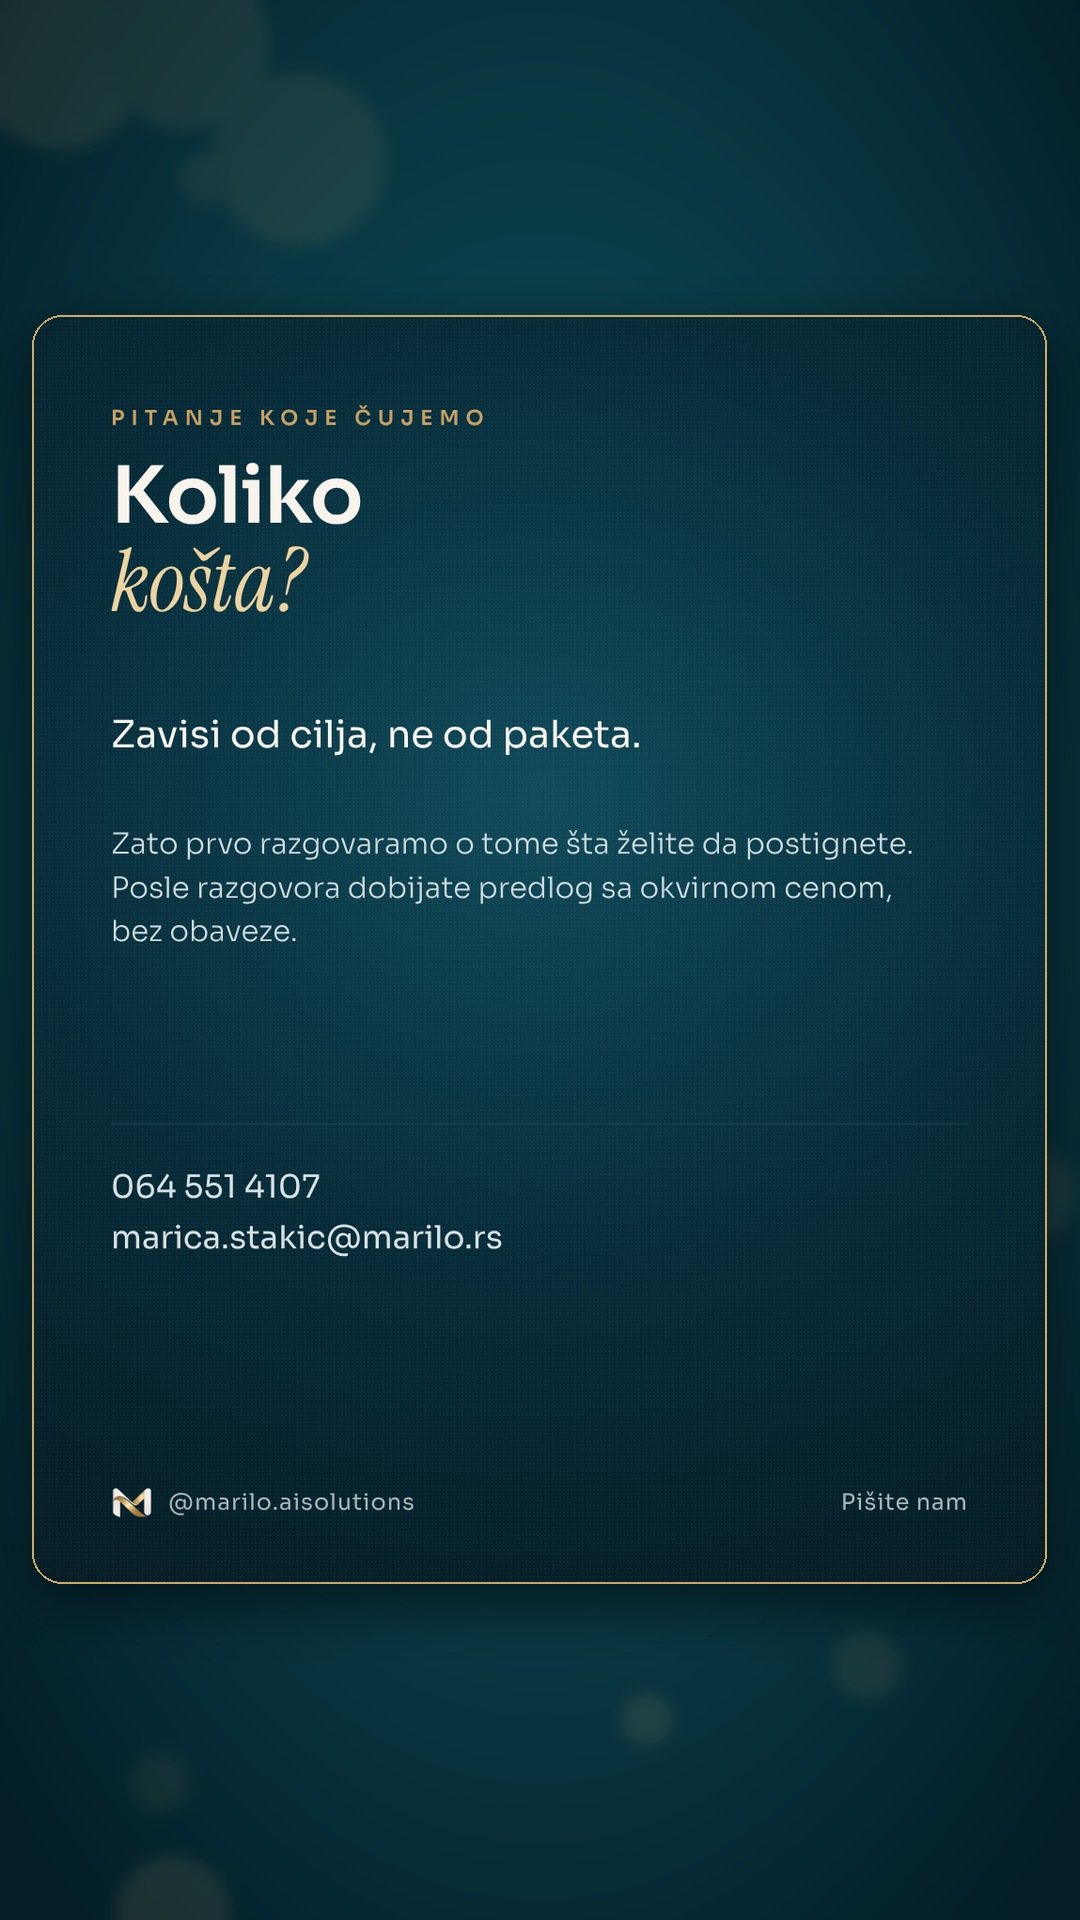 PITANJE KOJE ČUJEMO
Koliko
košta?
Zavisi od cilja, ne od paketa.
Zato prvo razgovaramo o tome šta želite da postignete.
Posle razgovora dobijate predlog sa okvirnom cenom,
bez obaveze.
064 551 4107
marica.stakic@marilo.rs
@marilo.aisolutions
Pišite nam